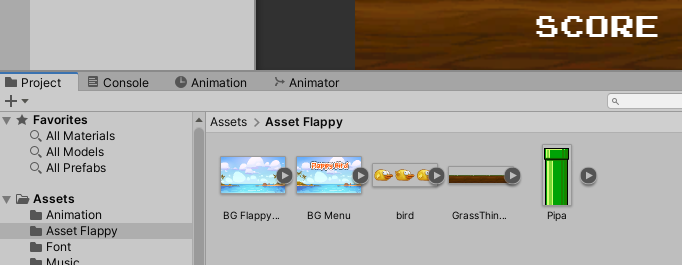 SCORE
Project
Console
Animation
Animator
Favorites
All Materials
All Models
All Prefabs
Assets
Animation
Asset Flappy
Font
Music
Assets > Asset Flappy
BG Flappy...
BG Menu
bird
GrassThin...
Pipa